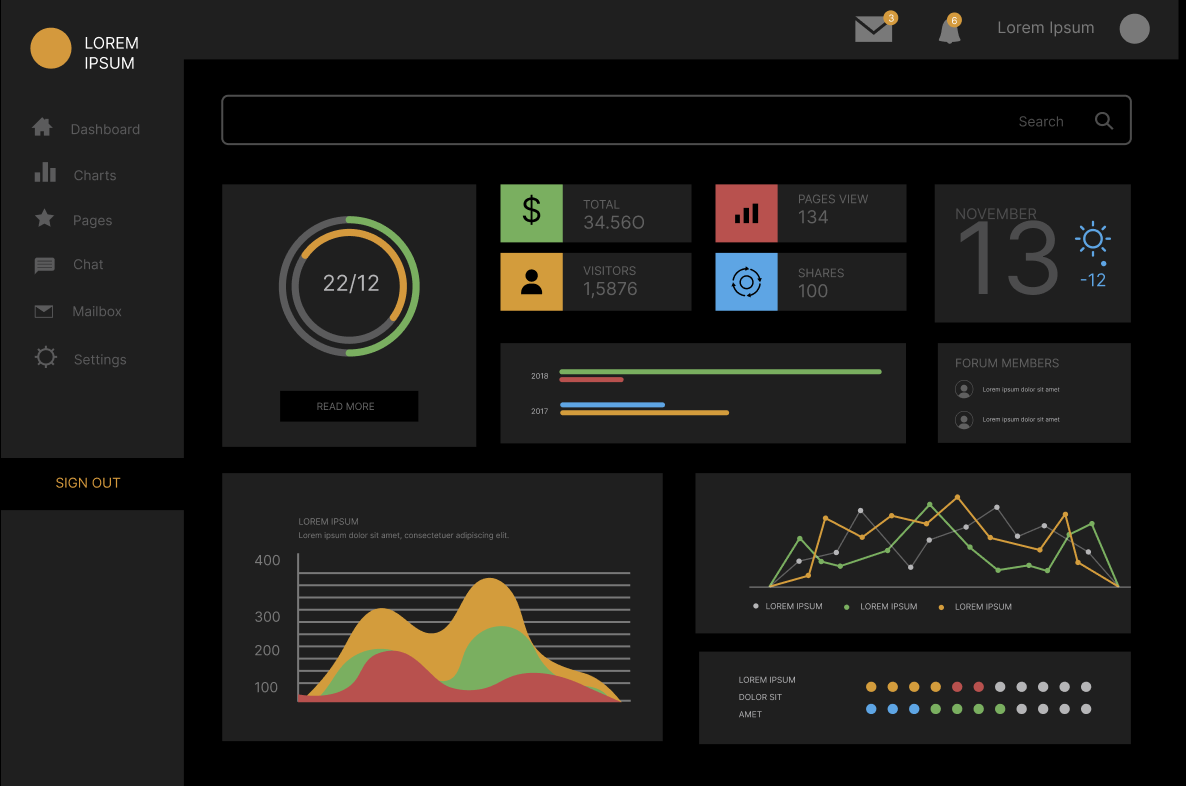 LOREM
IPSUM
3
6
Lorem Ipsum
Dashboard
Charts
Pages
Chat
Mailbox
Settings
SIGN OUT
Search
22/12
READ MORE
$
TOTAL
34.56O
PAGES VIEW
134
VISITORS
1,5876
SHARES
100
NOVEMBER
13
-12
2018
2017
FORUM MEMBERS
Lorem ipsum dolor sit amet
Lorem ipsum dolor sit amet
LOREM IPSUM
Lorem ipsum dolor sit amet, consectetuer adipiscing elit.
400
300
200
100
LOREM IPSUM
LOREM IPSUM
LOREM IPSUM
LOREM IPSUM
DOLOR SIT
AMET